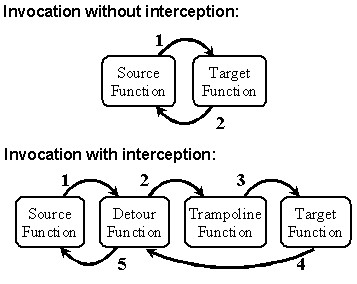 Invocation without interception:
1
Source Function
Target Function
2
Invocation with interception:
1
2
3
Source Function
Detour Function
Trampoline Function
Target Function
5
4